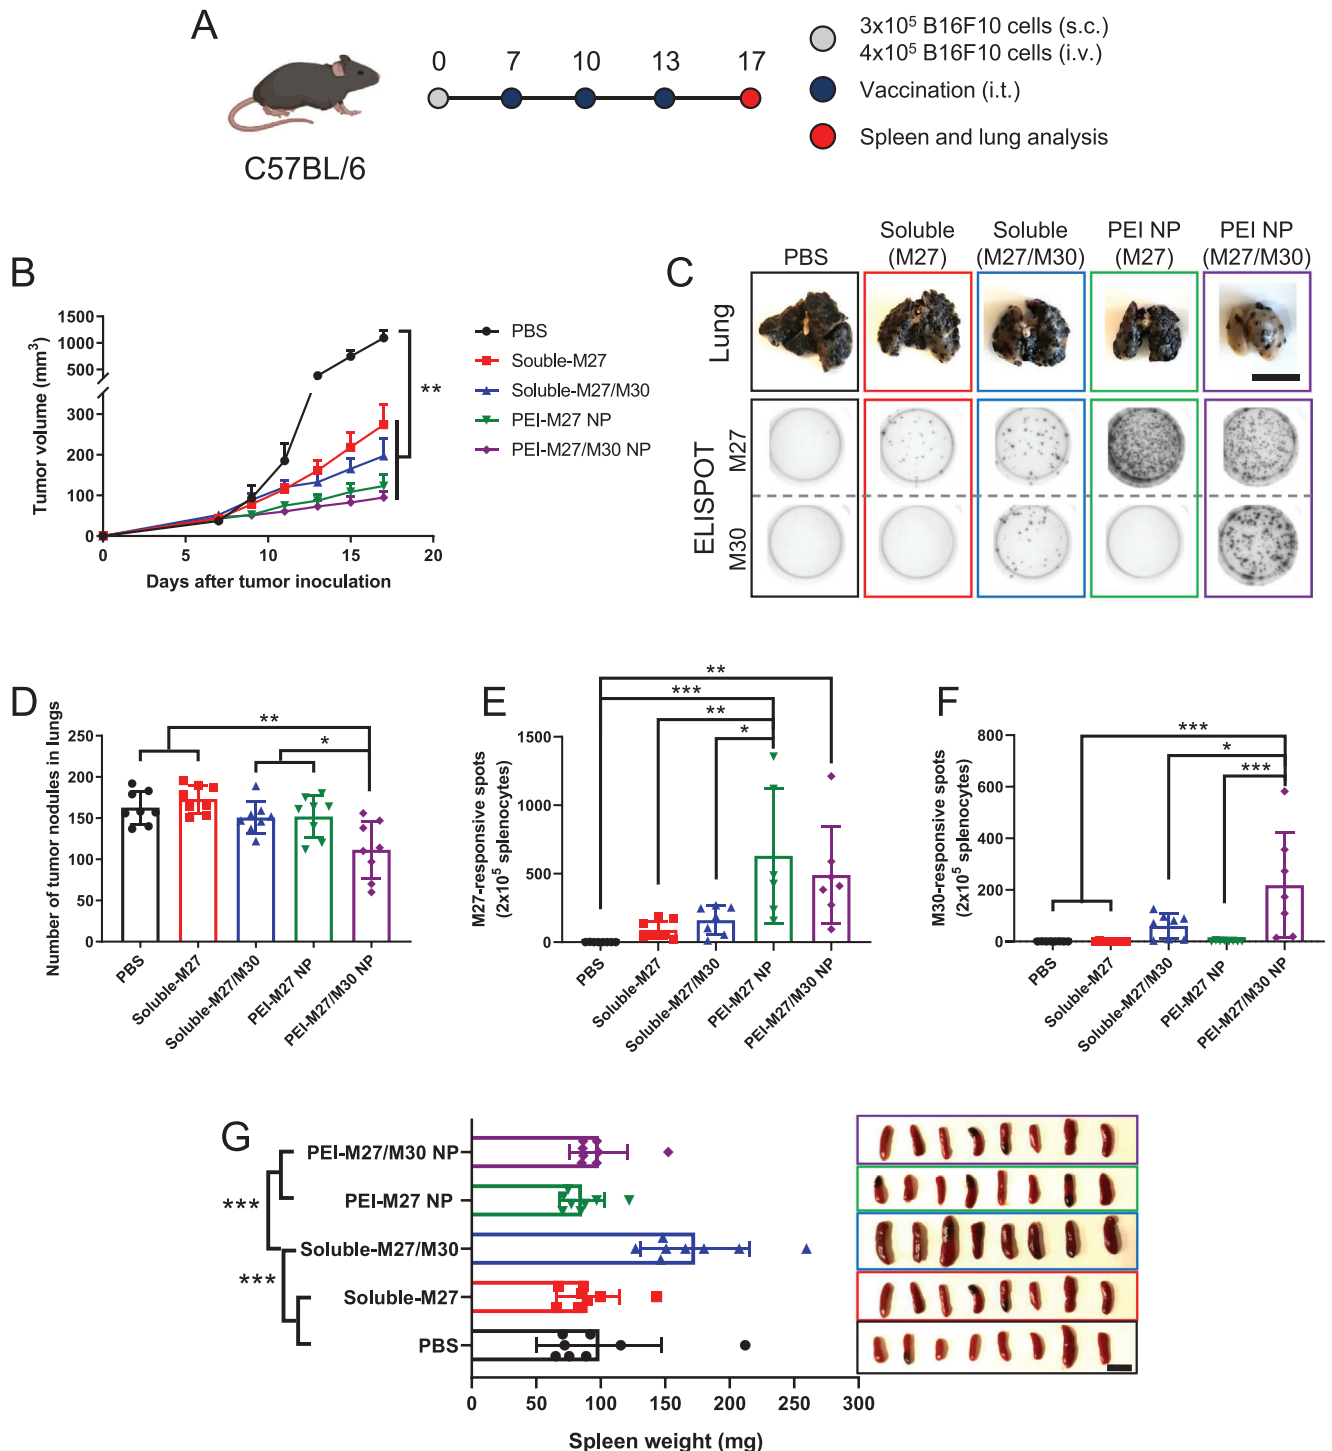 A
0 7 10 13 17
C57BL/6
3x10⁵ B16F10 cells (s.c.)
4x10⁵ B16F10 cells (i.v.)
Vaccination (i.t.)
Spleen and lung analysis
B
Tumor volume (mm³)
1500
1000
500
300
200
100
0
0 5 10 15 20
Days after tumor inoculation
**
PBS
Souble-M27
Soluble-M27/M30
PEI-M27 NP
PEI-M27/M30 NP
C
PBS
Soluble
(M27)
Soluble
(M27/M30)
PEI NP
(M27)
PEI NP
(M27/M30)
Lung
ELISPOT
M27
M30
D
Number of tumor nodules in lungs
250
200
150
100
50
0
**
*
PBS
Soluble-M27
Soluble-M27/M30
PEI-M27 NP
PEI-M27/M30 NP
E
M27-responsive spots
(2x10⁵ splenocytes)
1500
1000
500
0
**
***
**
*
PBS
Soluble-M27
Soluble-M27/M30
PEI-M27 NP
PEI-M27/M30 NP
F
M30-responsive spots
(2x10⁵ splenocytes)
800
600
400
200
0
***
*
***
PBS
Soluble-M27
Soluble-M27/M30
PEI-M27 NP
PEI-M27/M30 NP
G
PEI-M27/M30 NP
PEI-M27 NP
Soluble-M27/M30
Soluble-M27
PBS
***
***
0 50 100 150 200 250 300
Spleen weight (mg)